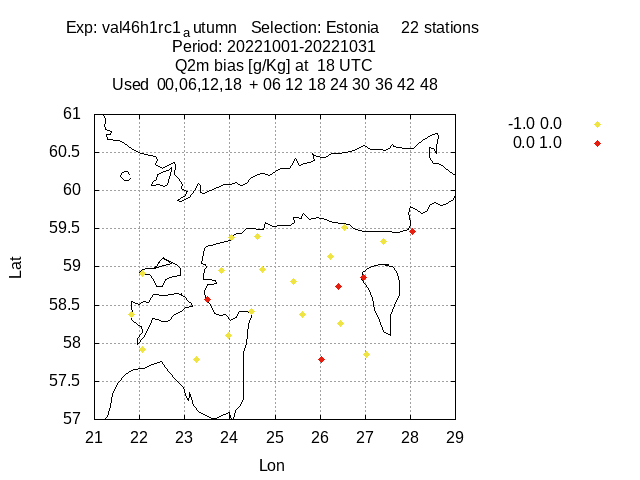 Exp: val46h1rc1autumn Selection: Estonia 22 stations
Period: 20221001-20221031
Q2m bias [g/Kg] at 18 UTC
Used 00,06,12,18 + 06 12 18 24 30 36 42 48
-1.0 0.0
0.0 1.0
61
60.5
60
59.5
59
58.5
58
57.5
57
Lat
21 22 23 24 25 26 27 28 29
Lon